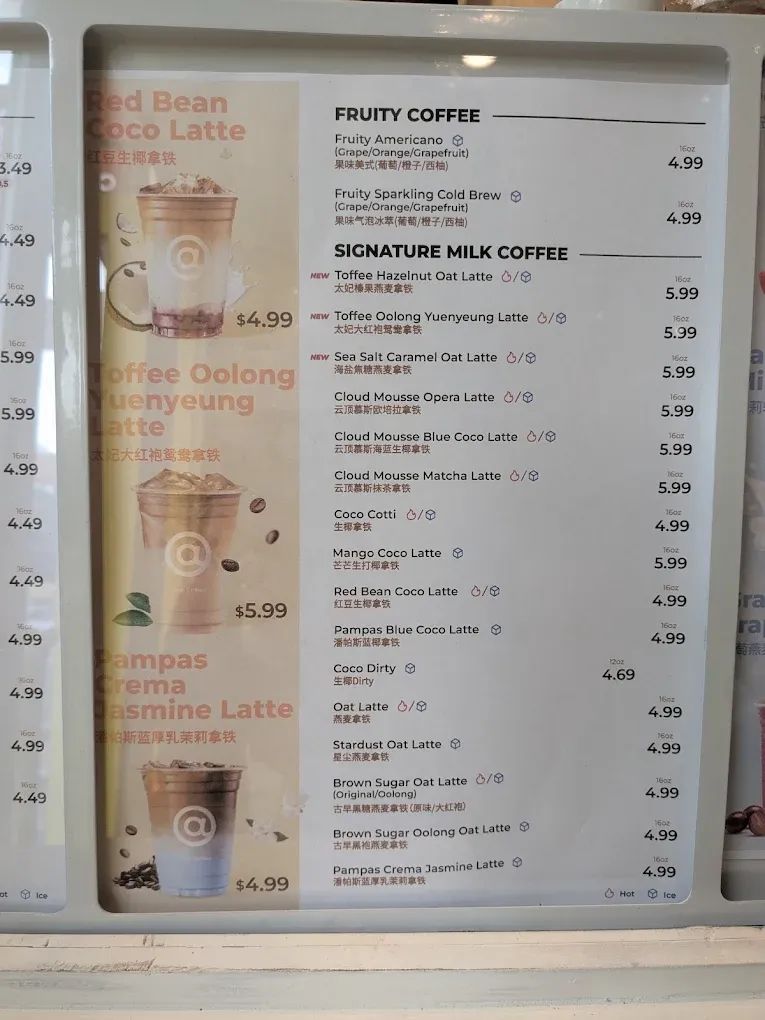 16oz
3.49
16oz
4.49
16oz
4.49
16oz
5.99
16oz
5.99
16oz
4.99
16oz
4.49
16oz
4.49
16oz
4.99
16oz
4.99
16oz
4.99
16oz
4.49
Ice
Red Bean
Coco Latte
红豆生椰拿铁
@
$4.99
Toffee Oolong
Yuenyeung
Latte
太妃大红袍鸳鸯拿铁
@
$5.99
Pampas
Crema
Jasmine Latte
潘帕斯蓝厚乳茉莉拿铁
@
$4.99
FRUITY COFFEE
Fruity Americano
(Grape/Orange/Grapefruit)
果味美式(葡萄/橙子/西柚)
16oz
4.99
Fruity Sparkling Cold Brew
(Grape/Orange/Grapefruit)
果味气泡冰萃(葡萄/橙子/西柚)
16oz
4.99
SIGNATURE MILK COFFEE
NEW Toffee Hazelnut Oat Latte /
太妃榛果燕麦拿铁
16oz
5.99
NEW Toffee Oolong Yuenyeung Latte /
太妃大红袍鸳鸯拿铁
16oz
5.99
NEW Sea Salt Caramel Oat Latte /
海盐焦糖燕麦拿铁
16oz
5.99
Cloud Mousse Opera Latte /
云顶慕斯欧培拉拿铁
16oz
5.99
Cloud Mousse Blue Coco Latte /
云顶慕斯海蓝生椰拿铁
16oz
5.99
Cloud Mousse Matcha Latte /
云顶慕斯抹茶拿铁
16oz
5.99
Coco Cotti /
生椰拿铁
16oz
4.99
Mango Coco Latte
芒芒生打椰拿铁
16oz
5.99
Red Bean Coco Latte /
红豆生椰拿铁
16oz
4.99
Pampas Blue Coco Latte
潘帕斯蓝椰拿铁
16oz
4.99
Coco Dirty
生椰Dirty
12oz
4.69
Oat Latte /
燕麦拿铁
16oz
4.99
Stardust Oat Latte
星尘燕麦拿铁
16oz
4.99
Brown Sugar Oat Latte /
(Original/Oolong)
古早黑糖燕麦拿铁(原味/大红袍)
16oz
4.99
Brown Sugar Oolong Oat Latte
古早黑袍燕麦拿铁
16oz
4.99
Pampas Crema Jasmine Latte
潘帕斯蓝厚乳茉莉拿铁
16oz
4.99
Hot Ice